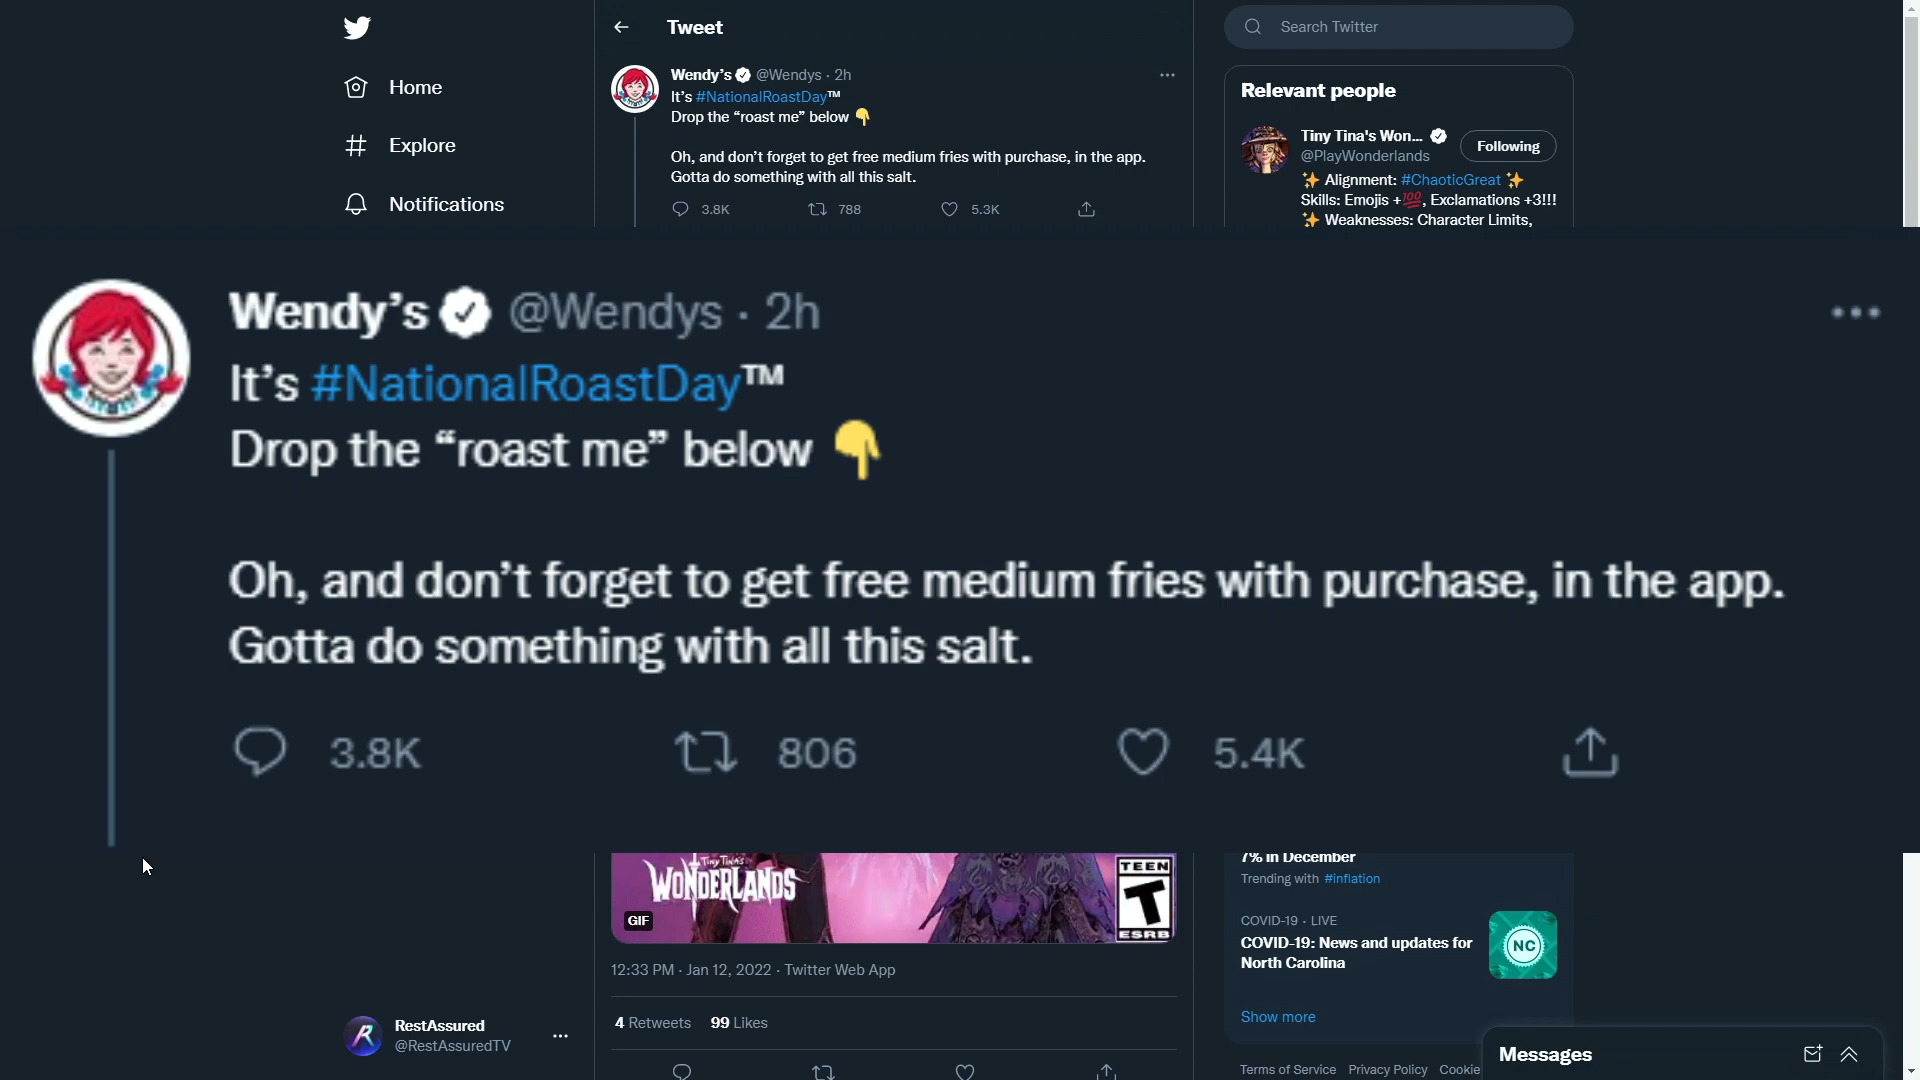 Home
Explore
Notifications
Tweet
Wendy's @Wendys · 2h
It's #NationalRoastDay™
Drop the “roast me” below 👇
Oh, and don't forget to get free medium fries with purchase, in the app.
Gotta do something with all this salt.
3.8K 788 5.3K
Search Twitter
Relevant people
Tiny Tina's Won...
@PlayWonderlands
Following
✨ Alignment: #ChaoticGreat ✨
Skills: Emojis +💯, Exclamations +3!!!
✨ Weaknesses: Character Limits,
Wendy’s @Wendys · 2h
It’s #NationalRoastDay™
Drop the “roast me” below 👇
Oh, and don’t forget to get free medium fries with purchase, in the app.
Gotta do something with all this salt.
3.8K 806 5.4K
TINY TINA'S
WONDERLANDS
GIF
TEEN
T
ESRB
12:33 PM · Jan 12, 2022 · Twitter Web App
4 Retweets 99 Likes
RestAssured
@RestAssuredTV
7% in December
Trending with #inflation
COVID-19 · LIVE
COVID-19: News and updates for
North Carolina
NC
Show more
Messages
Terms of Service Privacy Policy Cookie